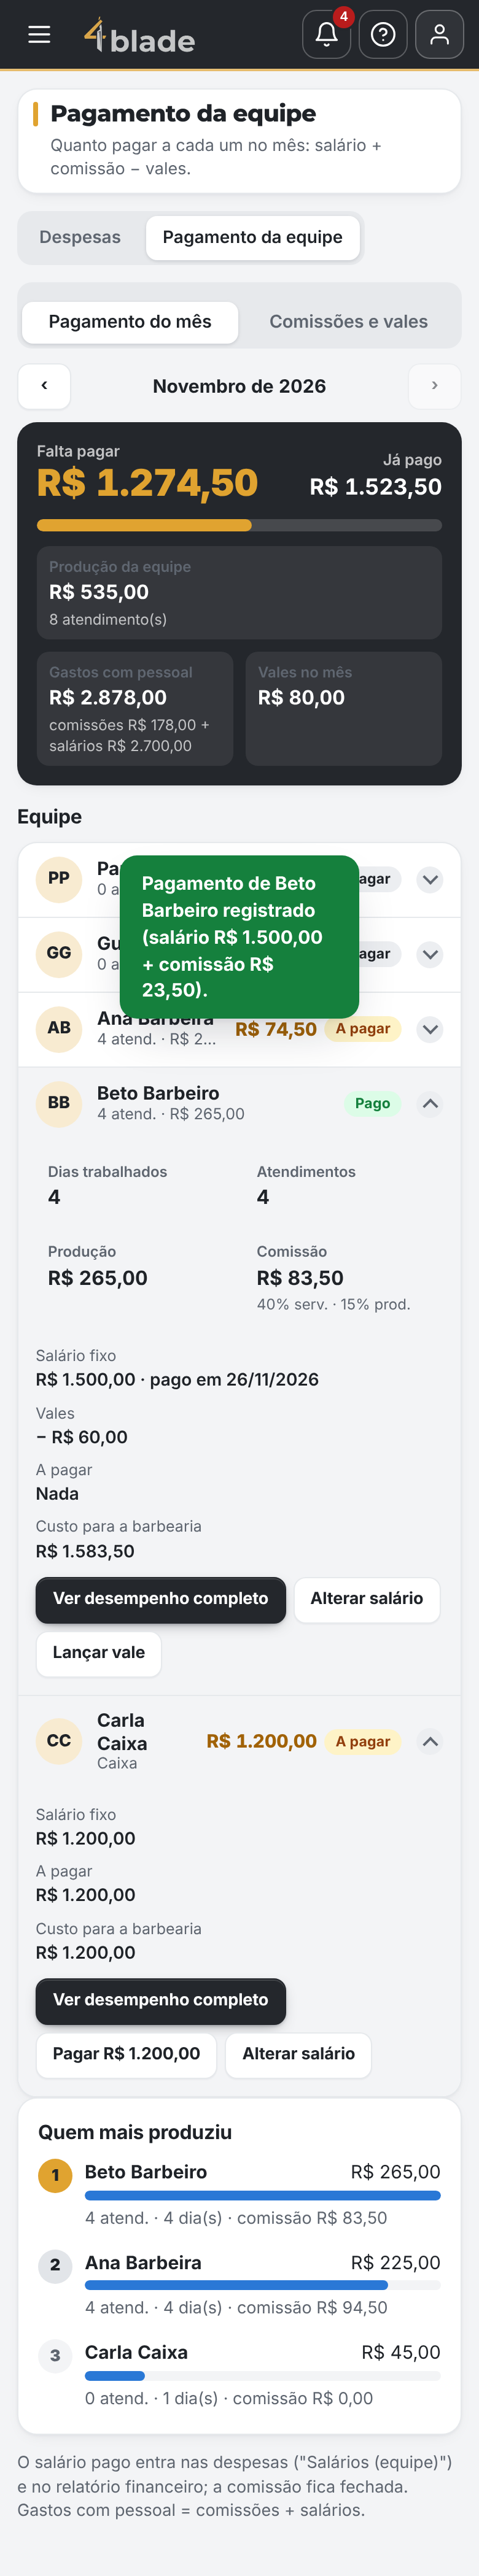 4blade
4
Pagamento da equipe
Quanto pagar a cada um no mês: salário +
comissão − vales.
Despesas
Pagamento da equipe
Pagamento do mês
Comissões e vales
‹
Novembro de 2026
›
Falta pagar
R$ 1.274,50
Já pago
R$ 1.523,50
Produção da equipe
R$ 535,00
8 atendimento(s)
Gastos com pessoal
R$ 2.878,00
comissões R$ 178,00 +
salários R$ 2.700,00
Vales no mês
R$ 80,00
Equipe
PP
Pa
0 a
agar
GG
Gu
0 a
agar
Pagamento de Beto
Barbeiro registrado
(salário R$ 1.500,00
+ comissão R$
23,50).
AB
Ana Barbeira
4 atend. · R$ 2...
R$ 74,50
A pagar
BB
Beto Barbeiro
4 atend. · R$ 265,00
Pago
Dias trabalhados
4
Atendimentos
4
Produção
R$ 265,00
Comissão
R$ 83,50
40% serv. · 15% prod.
Salário fixo
R$ 1.500,00 · pago em 26/11/2026
Vales
− R$ 60,00
A pagar
Nada
Custo para a barbearia
R$ 1.583,50
Ver desempenho completo
Alterar salário
Lançar vale
CC
Carla
Caixa
Caixa
R$ 1.200,00
A pagar
Salário fixo
R$ 1.200,00
A pagar
R$ 1.200,00
Custo para a barbearia
R$ 1.200,00
Ver desempenho completo
Pagar R$ 1.200,00
Alterar salário
Quem mais produziu
1
Beto Barbeiro
R$ 265,00
4 atend. · 4 dia(s) · comissão R$ 83,50
2
Ana Barbeira
R$ 225,00
4 atend. · 4 dia(s) · comissão R$ 94,50
3
Carla Caixa
R$ 45,00
0 atend. · 1 dia(s) · comissão R$ 0,00
O salário pago entra nas despesas ("Salários (equipe)")
e no relatório financeiro; a comissão fica fechada.
Gastos com pessoal = comissões + salários.